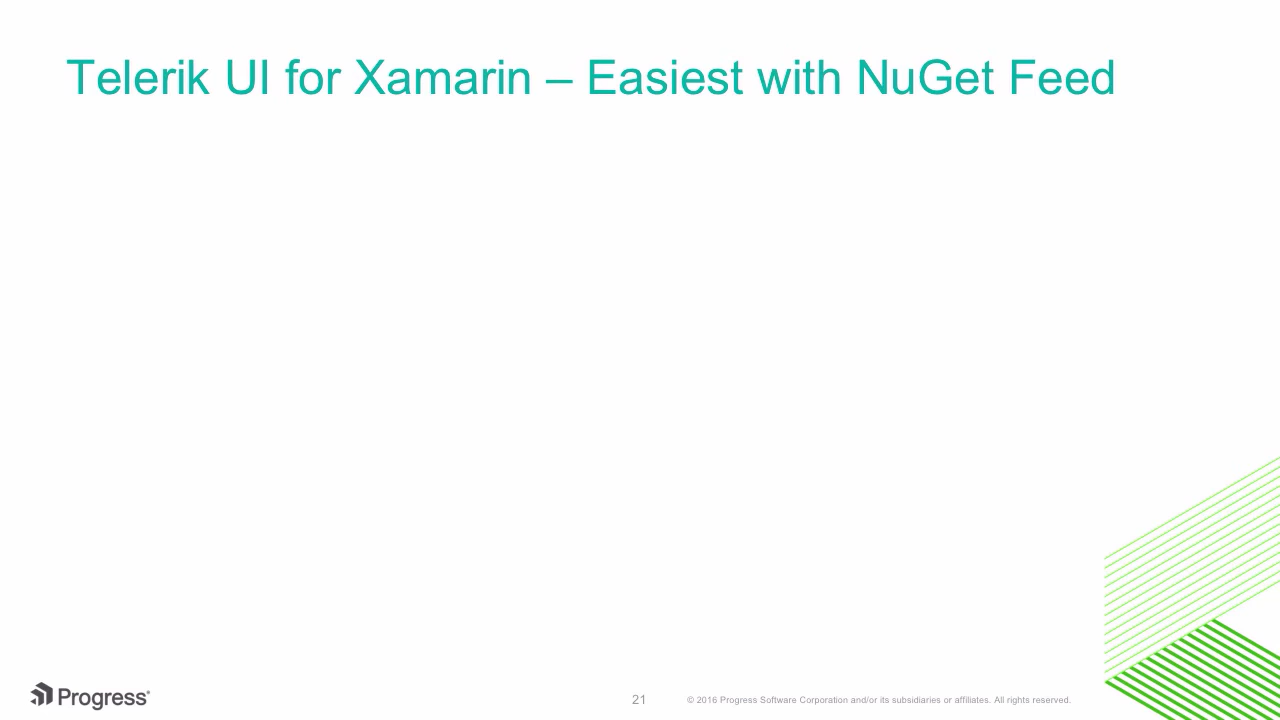 Telerik UI for Xamarin – Easiest with NuGet Feed
Progress®
21
© 2016 Progress Software Corporation and/or its subsidiaries or affiliates. All rights reserved.